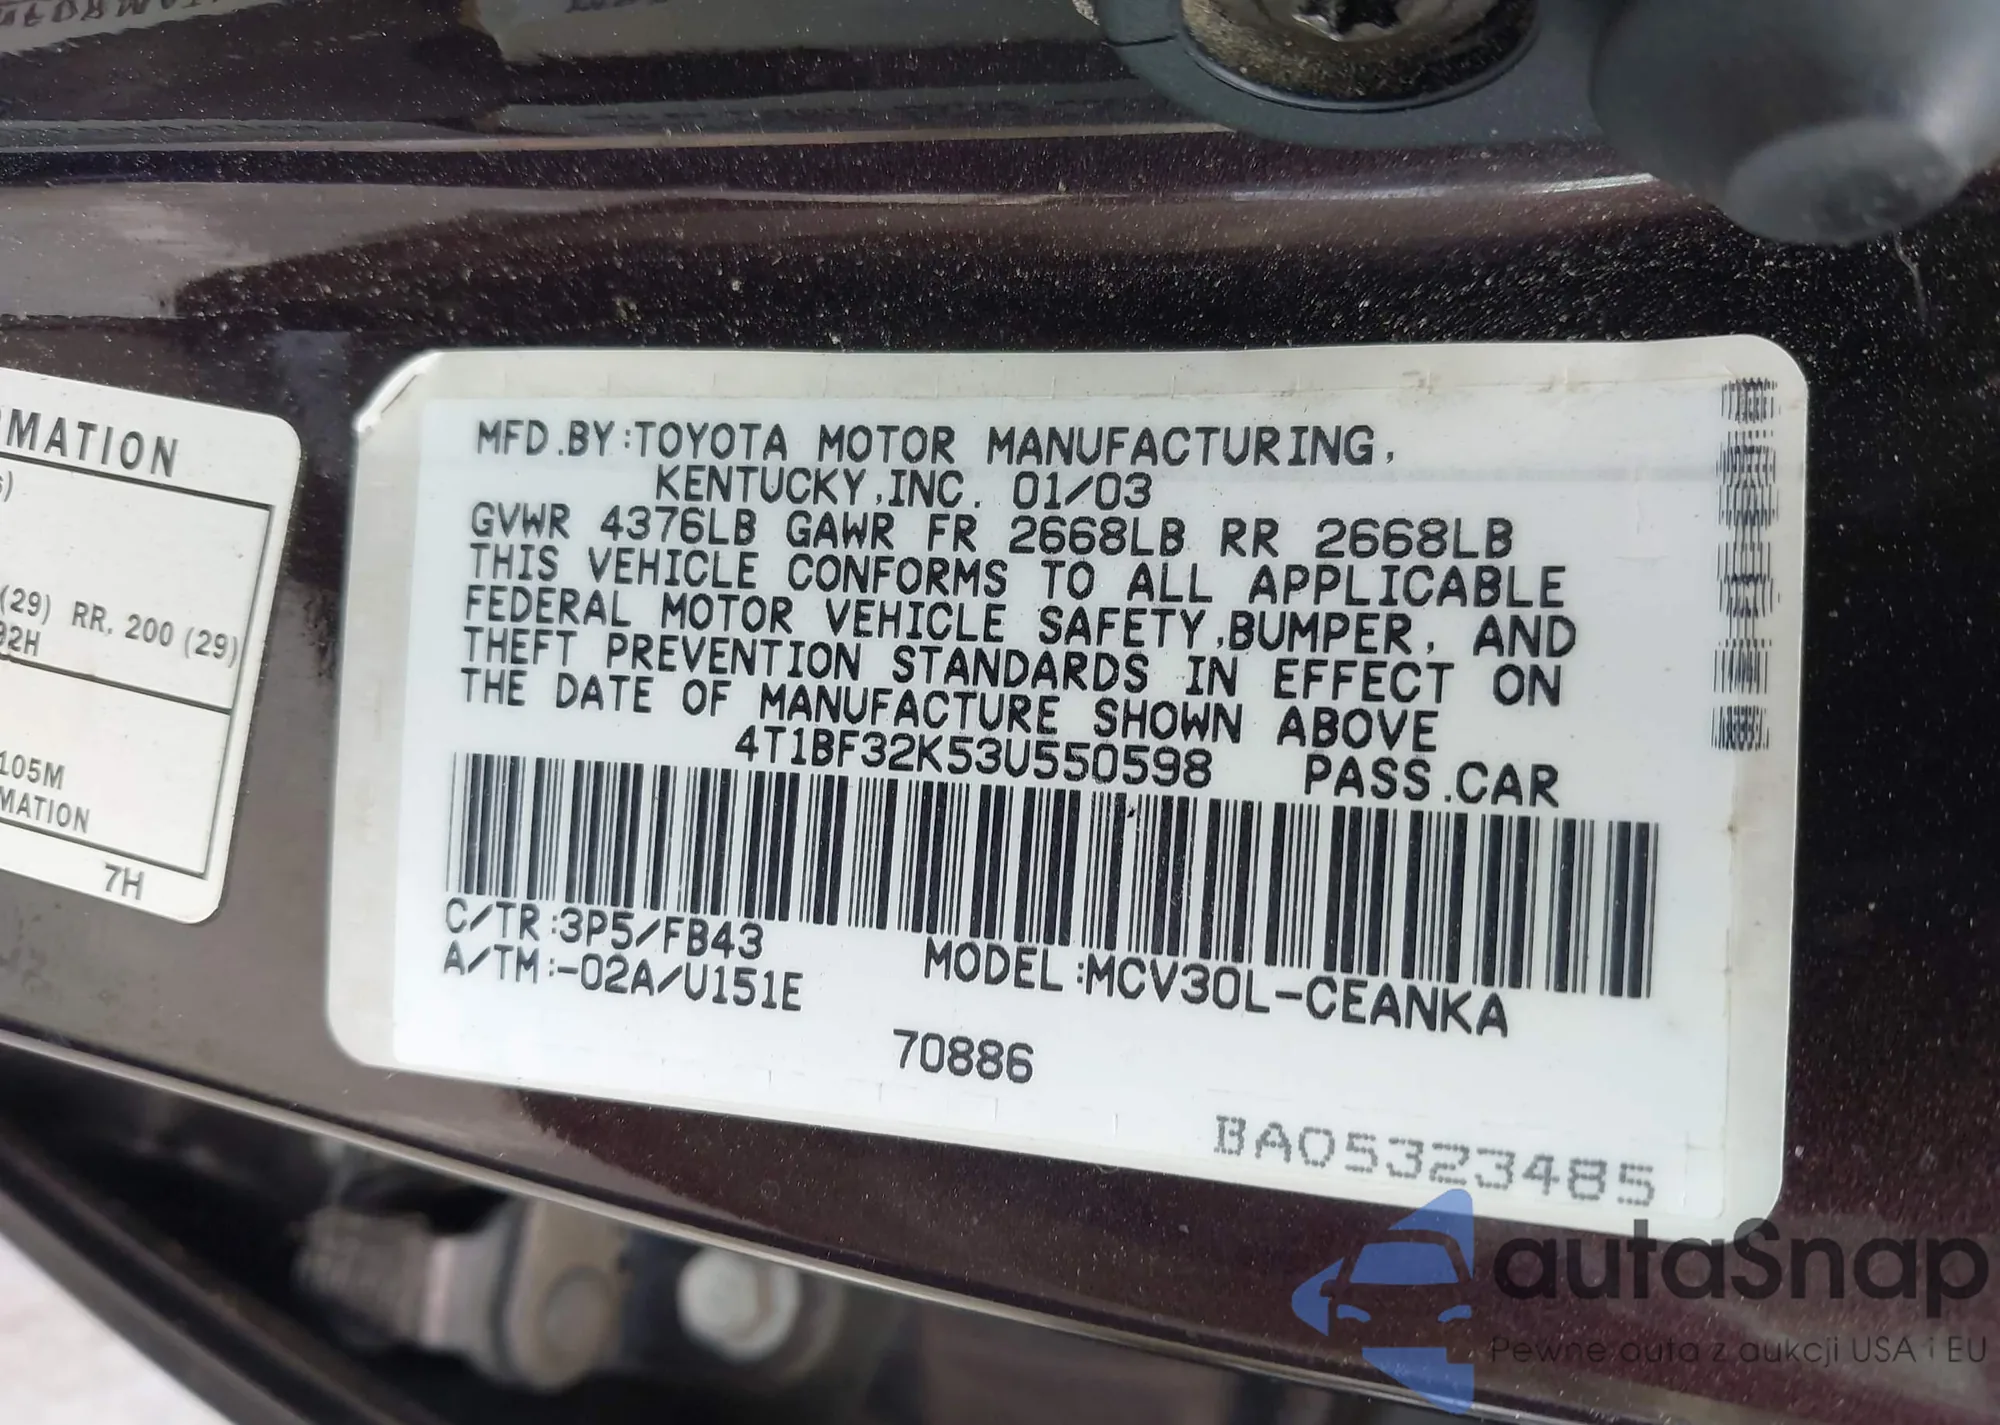 MATION
(29) RR. 200 (29)
92H
105M
MATION
7H
MFD.BY:TOYOTA MOTOR MANUFACTURING,
KENTUCKY,INC. 01/03
GVWR 4376LB GAWR FR 2668LB RR 2668LB
THIS VEHICLE CONFORMS TO ALL APPLICABLE
FEDERAL MOTOR VEHICLE SAFETY,BUMPER, AND
THEFT PREVENTION STANDARDS IN EFFECT ON
THE DATE OF MANUFACTURE SHOWN ABOVE
4T1BF32K53U550598 PASS.CAR
C/TR:3P5/FB43
A/TM:-02A/U151E MODEL:MCV30L-CEANKA
70886
BA05323485
autaSnap
Pewne auta z aukcji USA i EU